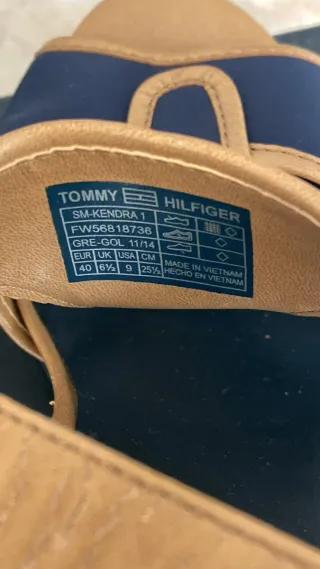 TOMMY HILFIGER
SM-KENDRA 1
FW56818736
GRE-GOL 11/14
EUR UK USA CM
40 6½ 9 25½
MADE IN VIETNAM
HECHO EN VIETNAM